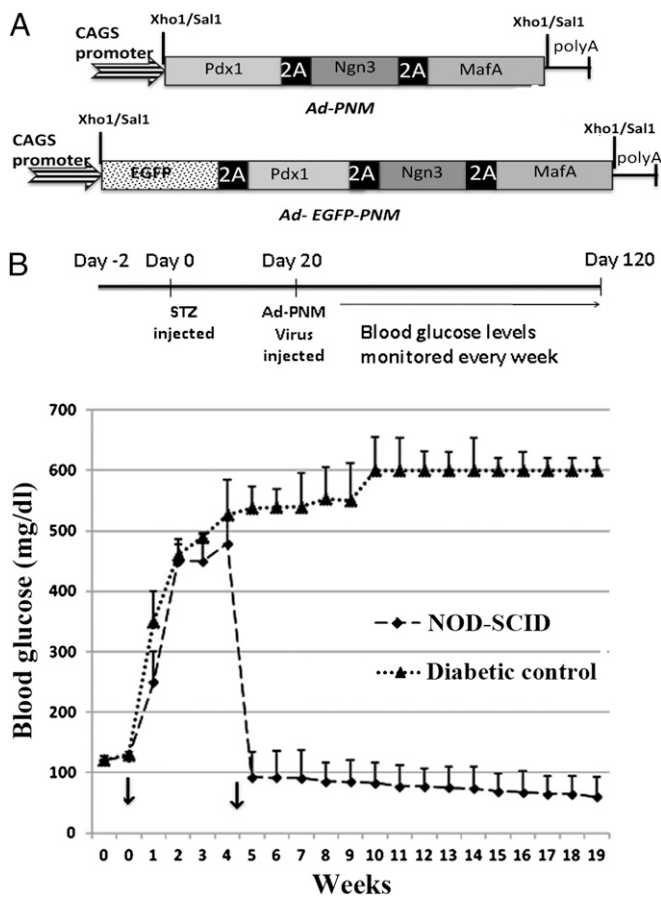 A
Xho1/Sal1
Xho1/Sal1
CAGS
promoter
polyA
Pdx1 2A Ngn3 2A MafA
Ad-PNM
Xho1/Sal1
Xho1/Sal1
CAGS
promoter
polyA
EGFP 2A Pdx1 2A Ngn3 2A MafA
Ad- EGFP-PNM
B
Day -2 Day 0 Day 20 Day 120
STZ
injected
Ad-PNM
Virus
injected
Blood glucose levels
monitored every week
Blood glucose (mg/dl)
700
600
500
400
300
200
100
0
NOD-SCID
Diabetic control
0 0 1 2 3 4 5 6 7 8 9 10 11 12 13 14 15 16 17 18 19
Weeks